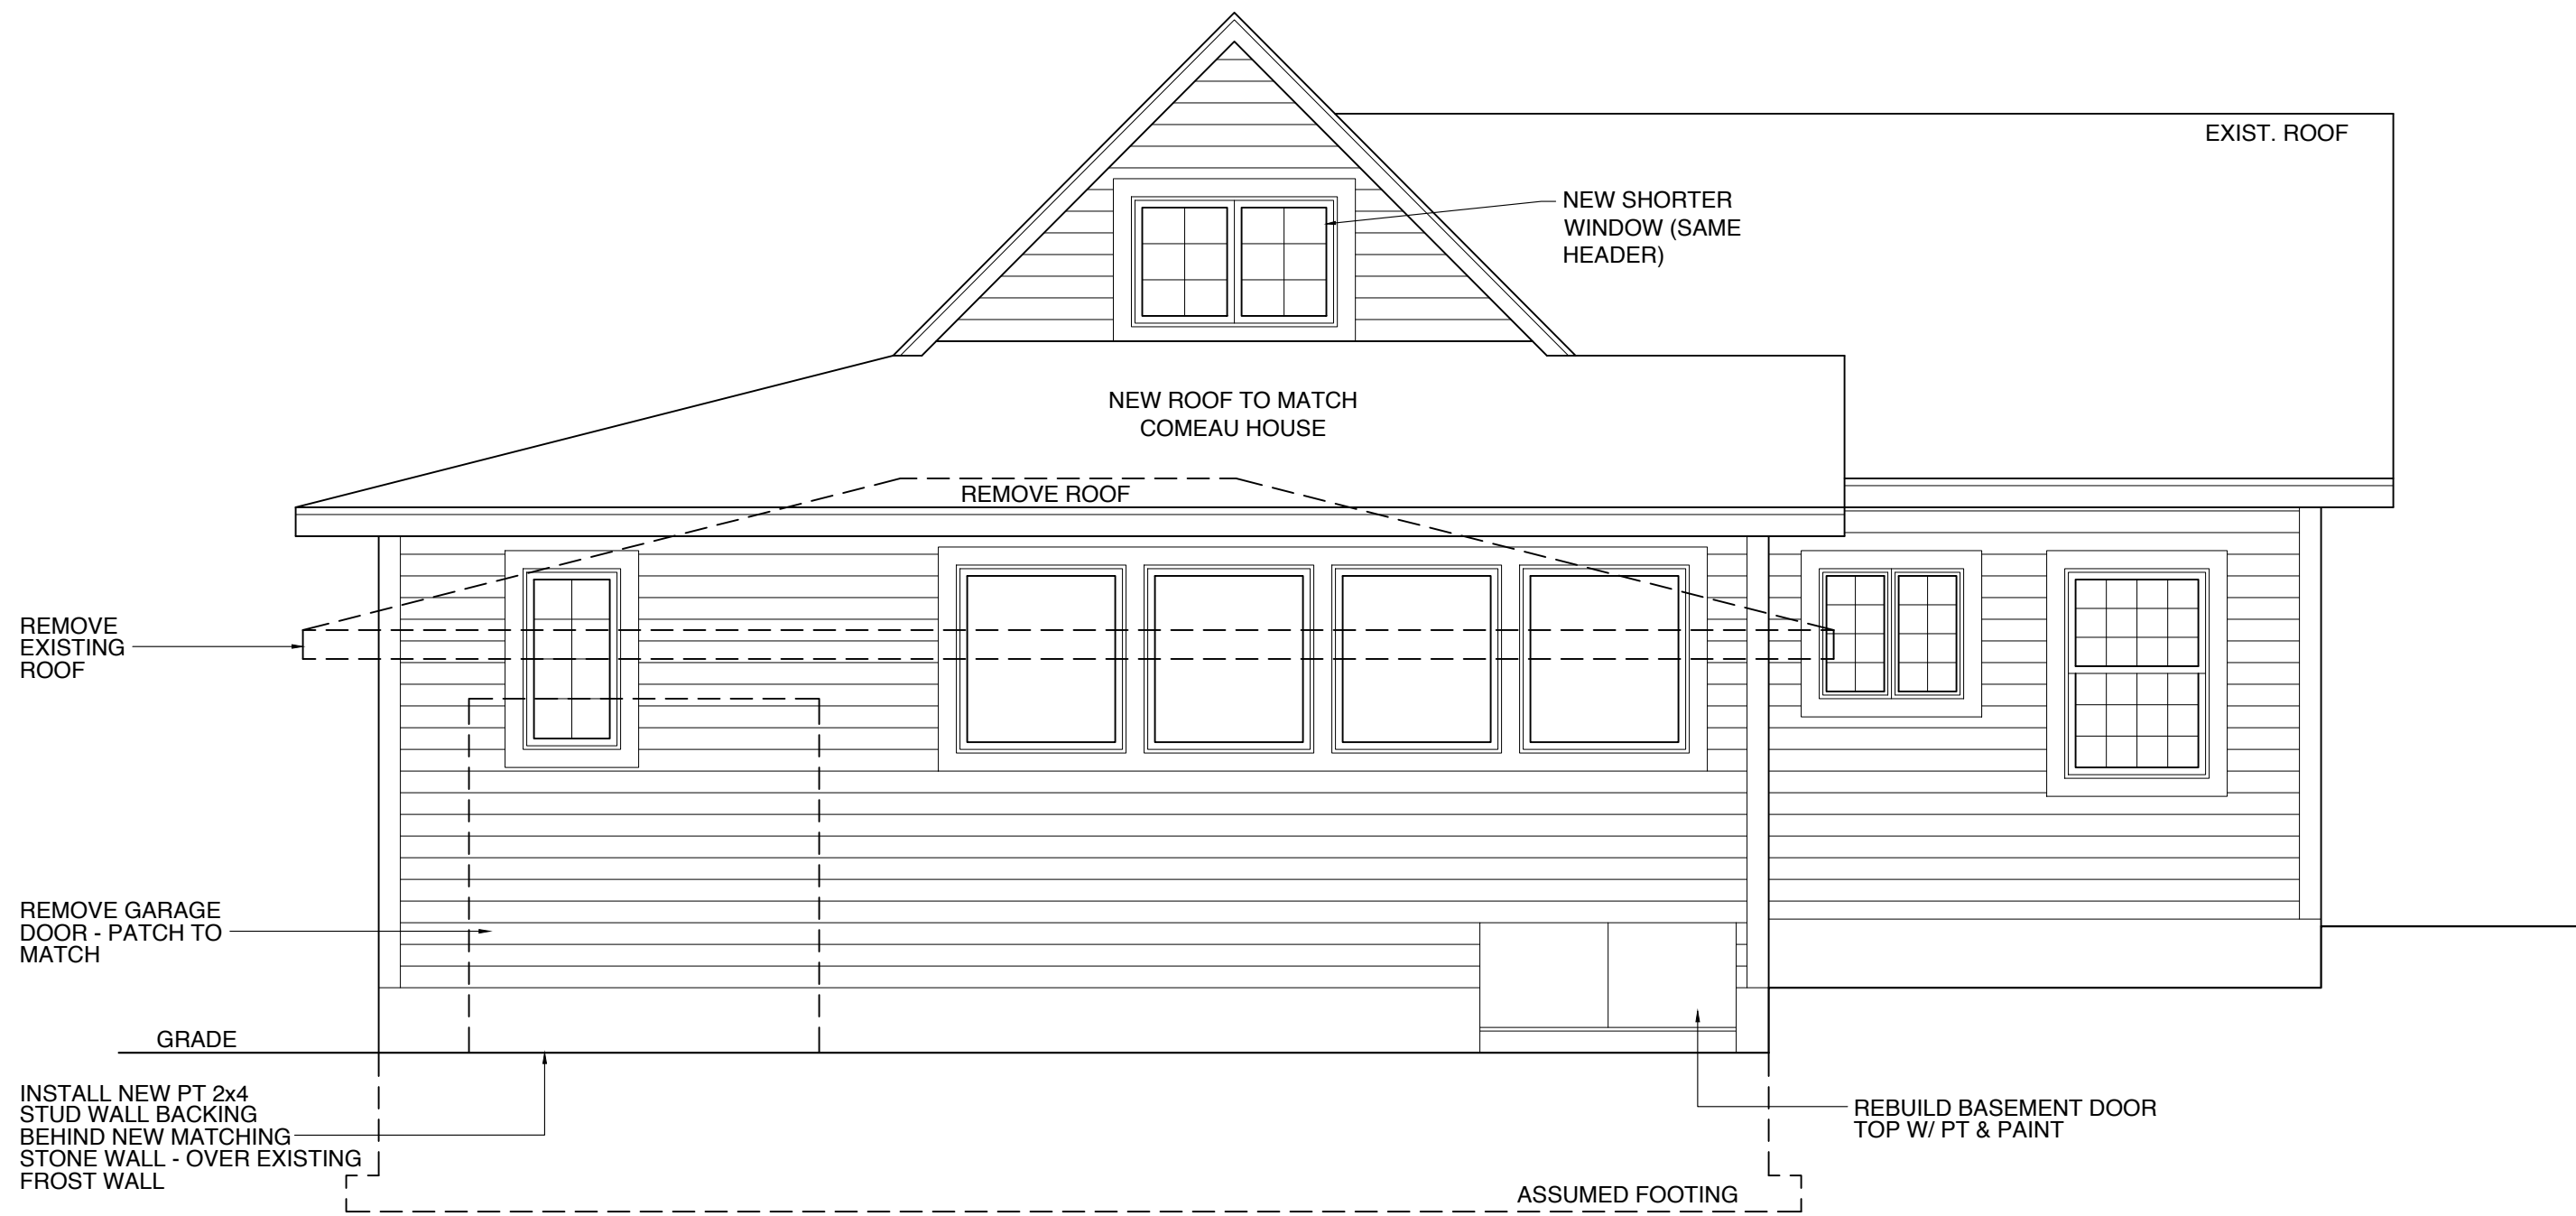 EXIST. ROOF
NEW SHORTER
WINDOW (SAME
HEADER)
NEW ROOF TO MATCH
COMEAU HOUSE
REMOVE ROOF
REMOVE
EXISTING
ROOF
REMOVE GARAGE
DOOR - PATCH TO
MATCH
GRADE
INSTALL NEW PT 2x4
STUD WALL BACKING
BEHIND NEW MATCHING
STONE WALL - OVER EXISTING
FROST WALL
REBUILD BASEMENT DOOR
TOP W/ PT & PAINT
ASSUMED FOOTING